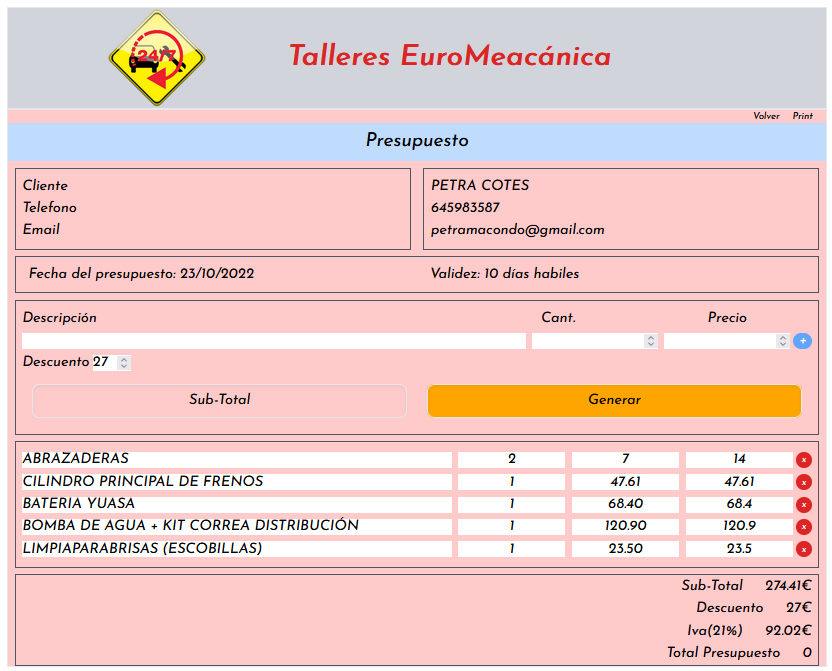 24/7
Talleres EuroMeacánica
Volver Print
Presupuesto
Cliente
Telefono
Email
PETRA COTES
645983587
petramacondo@gmail.com
Fecha del presupuesto: 23/10/2022 Validez: 10 días habiles
Descripción Cant. Precio
+
Descuento 27
Sub-Total Generar
ABRAZADERAS 2 7 14 x
CILINDRO PRINCIPAL DE FRENOS 1 47.61 47.61 x
BATERIA YUASA 1 68.40 68.4 x
BOMBA DE AGUA + KIT CORREA DISTRIBUCIÓN 1 120.90 120.9 x
LIMPIAPARABRISAS (ESCOBILLAS) 1 23.50 23.5 x
Sub-Total 274.41€
Descuento 27€
Iva(21%) 92.02€
Total Presupuesto 0